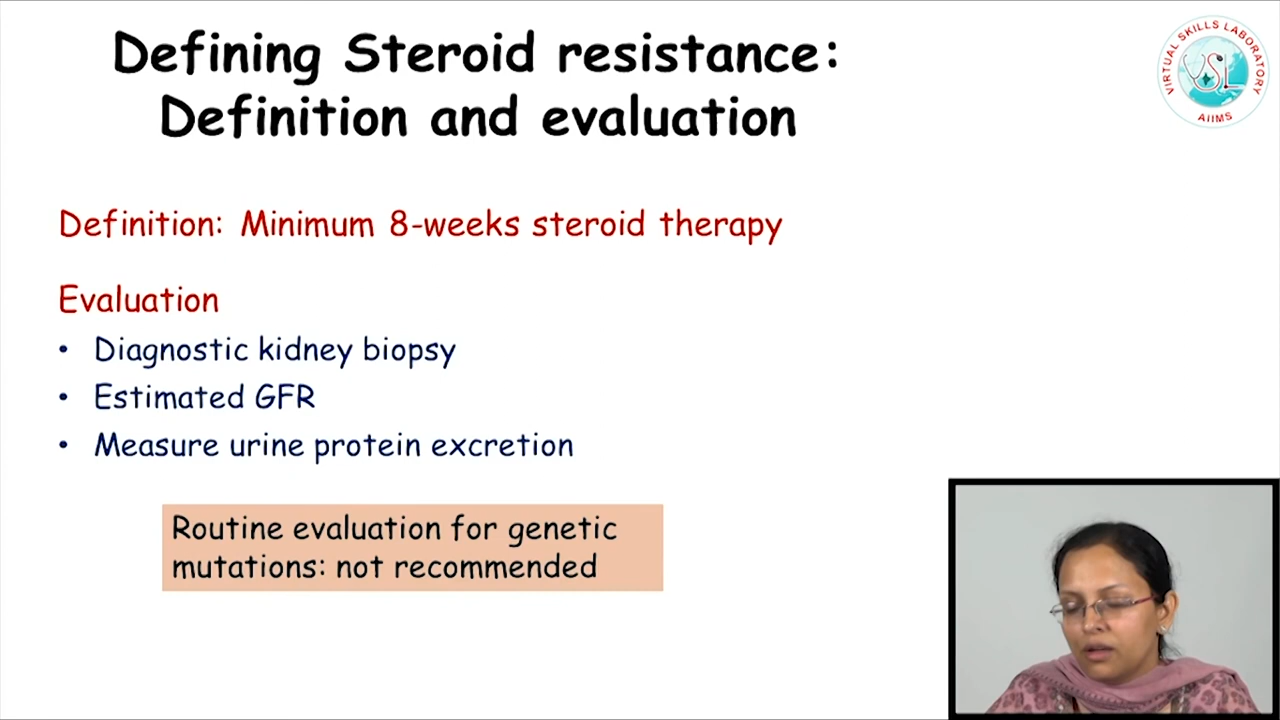 Defining Steroid resistance:
Definition and evaluation
VIRTUAL SKILLS LABORATORY
VSL
AIIMS
Definition: Minimum 8-weeks steroid therapy
Evaluation
• Diagnostic kidney biopsy
• Estimated GFR
• Measure urine protein excretion
Routine evaluation for genetic
mutations: not recommended